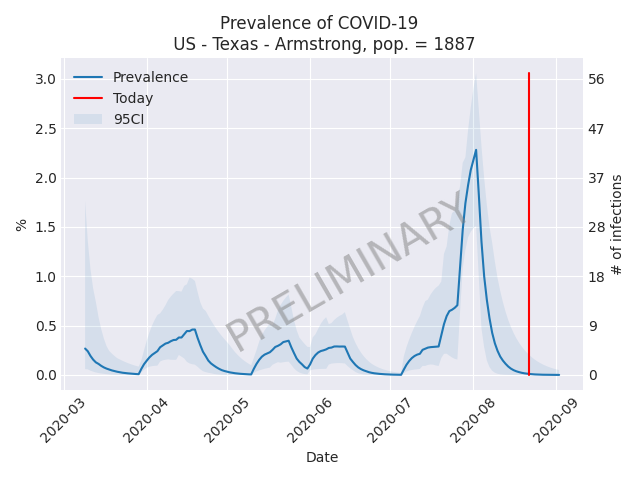 Prevalence of COVID-19
US - Texas - Armstrong, pop. = 1887
Prevalence
Today
95CI
3.0
2.5
2.0
1.5
1.0
0.5
0.0
%
56
47
37
28
18
9
0
# of infections
PRELIMINARY
2020-03
2020-04
2020-05
2020-06
2020-07
2020-08
2020-09
Date